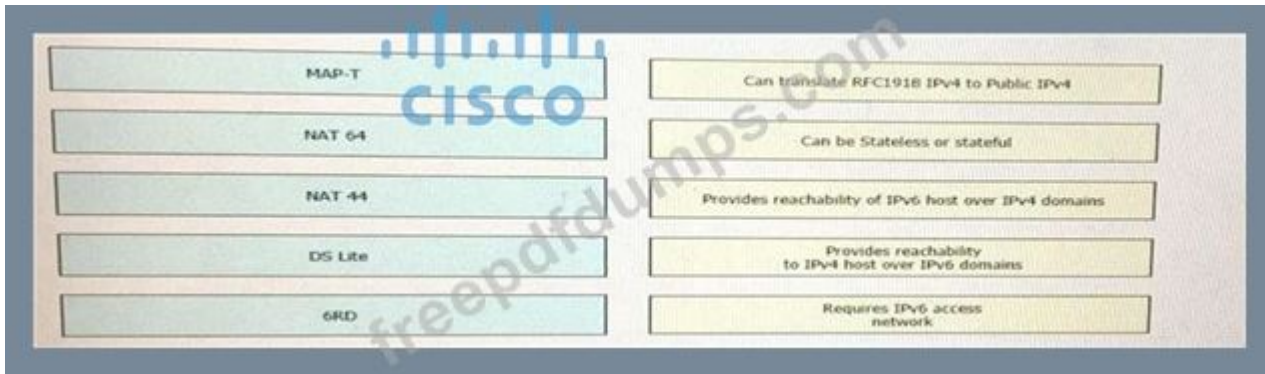 CISCO
MAP-T
Can translate RFC1918 IPv4 to Public IPv4
NAT 64
Can be Stateless or stateful
NAT 44
Provides reachability of IPv6 host over IPv4 domains
DS Lite
Provides reachability
to IPv4 host over IPv6 domains
6RD
Requires IPv6 access
network
freepdfdumps.com